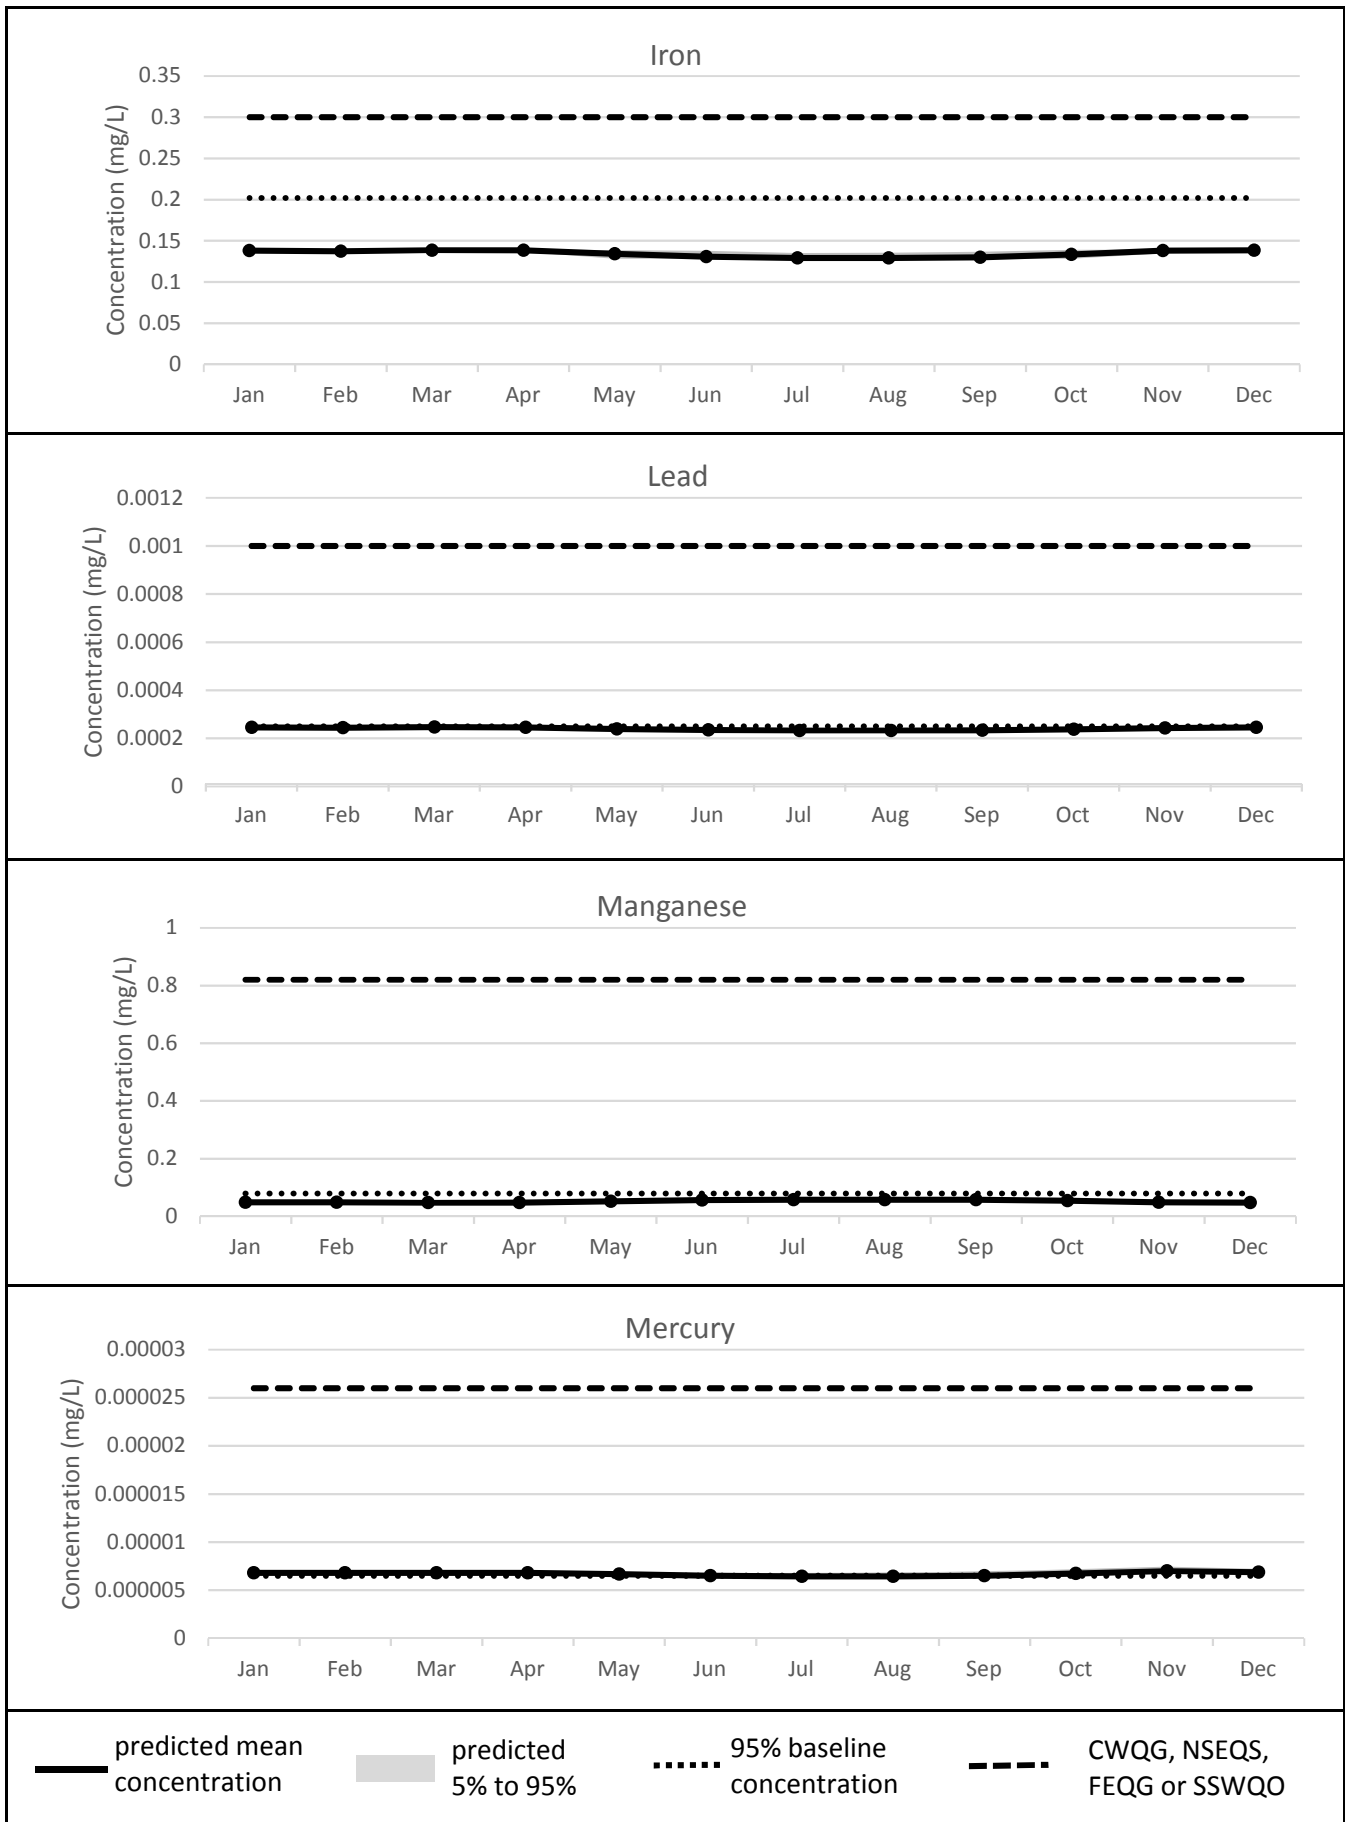 Iron
Concentration (mg/L)
0.35
0.3
0.25
0.2
0.15
0.1
0.05
0
Jan Feb Mar Apr May Jun Jul Aug Sep Oct Nov Dec
Lead
Concentration (mg/L)
0.0012
0.001
0.0008
0.0006
0.0004
0.0002
0
Jan Feb Mar Apr May Jun Jul Aug Sep Oct Nov Dec
Manganese
Concentration (mg/L)
1
0.8
0.6
0.4
0.2
0
Jan Feb Mar Apr May Jun Jul Aug Sep Oct Nov Dec
Mercury
Concentration (mg/L)
0.00003
0.000025
0.00002
0.000015
0.00001
0.000005
0
Jan Feb Mar Apr May Jun Jul Aug Sep Oct Nov Dec
predicted mean
concentration
predicted
5% to 95%
95% baseline
concentration
CWQG, NSEQS,
FEQG or SSWQO